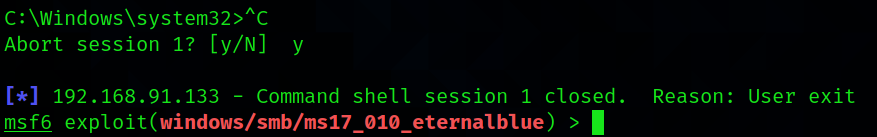 C:\Windows\system32>^C
Abort session 1? [y/N]  y
[*] 192.168.91.133 - Command shell session 1 closed.  Reason: User exit
msf6 exploit(windows/smb/ms17_010_eternalblue) >